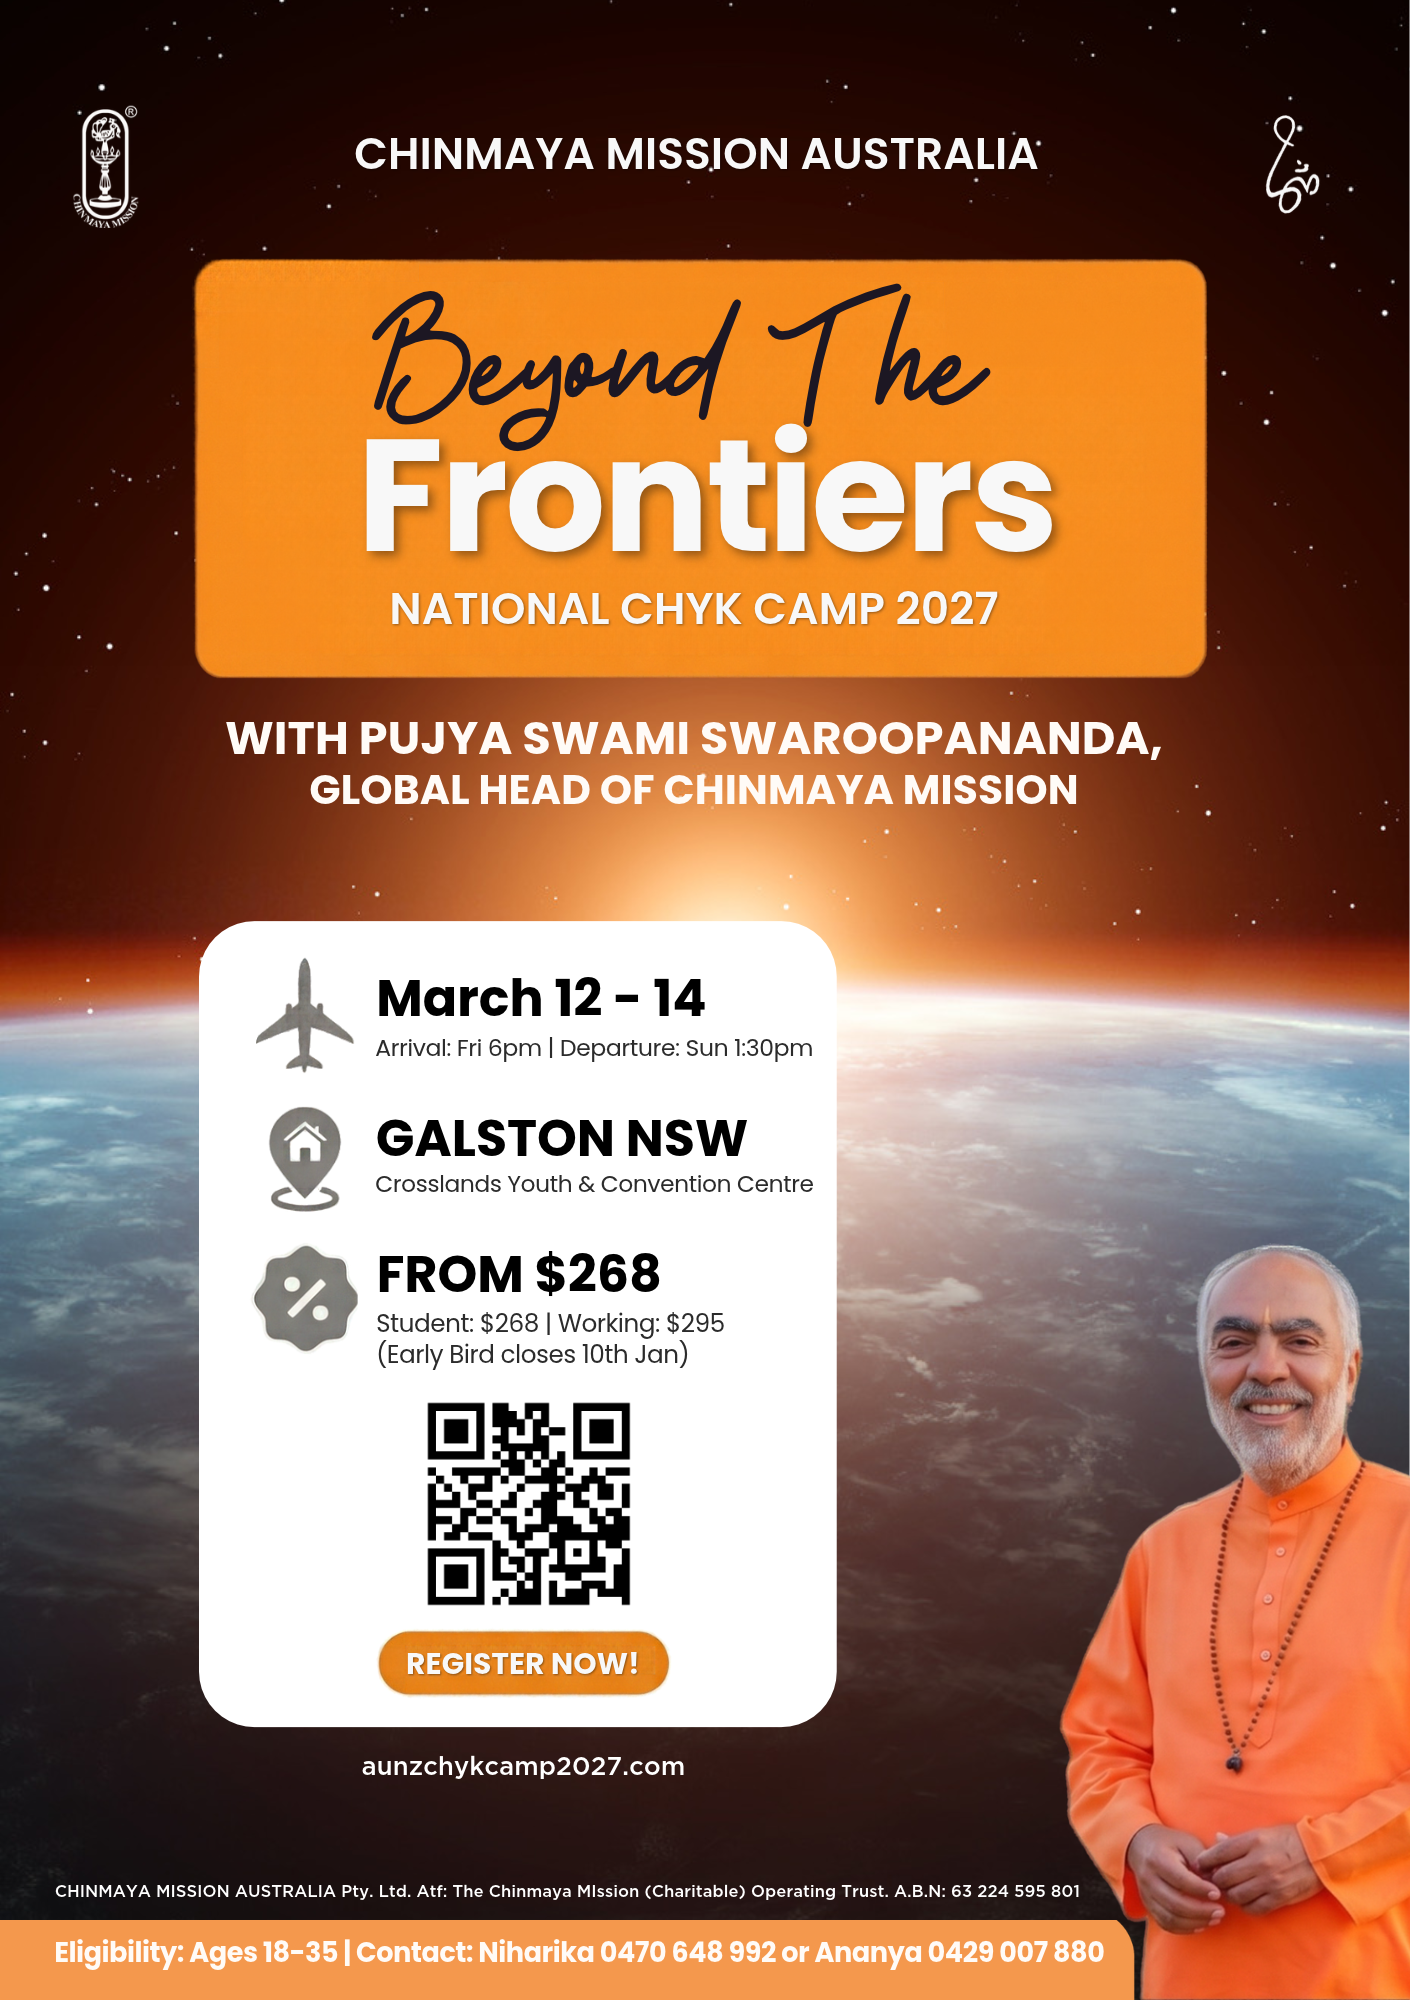 CHINMAYA MISSION
®
CHINMAYA MISSION AUSTRALIA
Beyond The
Frontiers
NATIONAL CHYK CAMP 2027
WITH PUJYA SWAMI SWAROOPANANDA,
GLOBAL HEAD OF CHINMAYA MISSION
March 12 - 14
Arrival: Fri 6pm | Departure: Sun 1:30pm
GALSTON NSW
Crosslands Youth & Convention Centre
FROM $268
Student: $268 | Working: $295
(Early Bird closes 10th Jan)
REGISTER NOW!
aunzchykcamp2027.com
CHINMAYA MISSION AUSTRALIA Pty. Ltd. Atf: The Chinmaya MIssion (Charitable) Operating Trust. A.B.N: 63 224 595 801
Eligibility: Ages 18-35 | Contact: Niharika 0470 648 992 or Ananya 0429 007 880